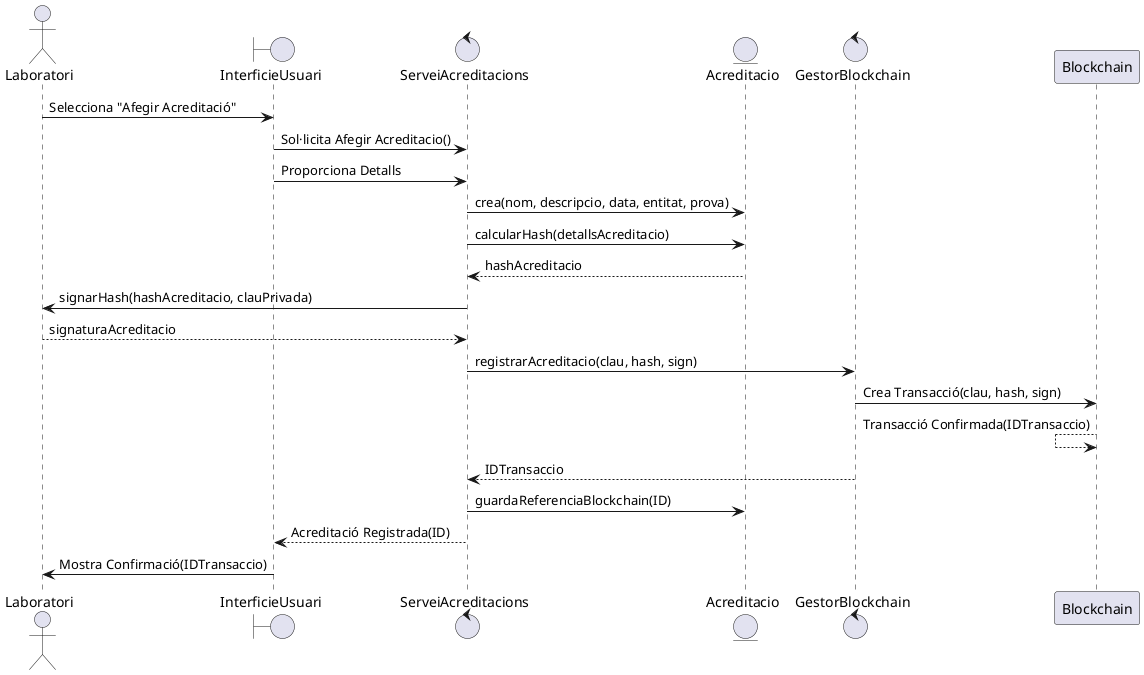 Laboratori
InterficieUsuari
ServeiAcreditacions
Acreditacio
GestorBlockchain
Blockchain
Selecciona "Afegir Acreditació"
Sol·licita Afegir Acreditacio()
Proporciona Detalls
crea(nom, descripcio, data, entitat, prova)
calcularHash(detallsAcreditacio)
hashAcreditacio
signarHash(hashAcreditacio, clauPrivada)
signaturaAcreditacio
registrarAcreditacio(clau, hash, sign)
Crea Transacció(clau, hash, sign)
Transacció Confirmada(IDTransaccio)
IDTransaccio
guardaReferenciaBlockchain(ID)
Acreditació Registrada(ID)
Mostra Confirmació(IDTransaccio)
Laboratori
InterficieUsuari
ServeiAcreditacions
Acreditacio
GestorBlockchain
Blockchain